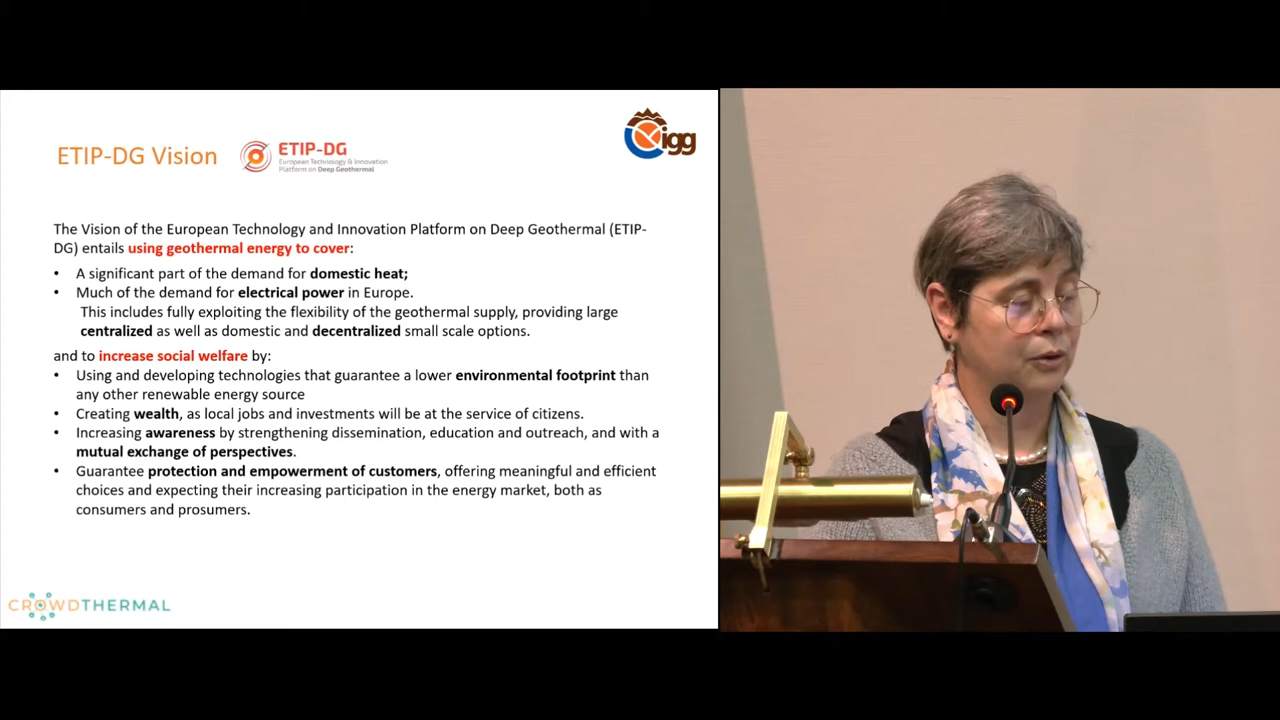 ETIP-DG Vision
ETIP-DG
European Technology & Innovation
Platform on Deep Geothermal
igg
The Vision of the European Technology and Innovation Platform on Deep Geothermal (ETIP-
DG) entails using geothermal energy to cover:
• A significant part of the demand for domestic heat;
• Much of the demand for electrical power in Europe.
This includes fully exploiting the flexibility of the geothermal supply, providing large
centralized as well as domestic and decentralized small scale options.
and to increase social welfare by:
• Using and developing technologies that guarantee a lower environmental footprint than
any other renewable energy source
• Creating wealth, as local jobs and investments will be at the service of citizens.
• Increasing awareness by strengthening dissemination, education and outreach, and with a
mutual exchange of perspectives.
• Guarantee protection and empowerment of customers, offering meaningful and efficient
choices and expecting their increasing participation in the energy market, both as
consumers and prosumers.
CROWDTHERMAL